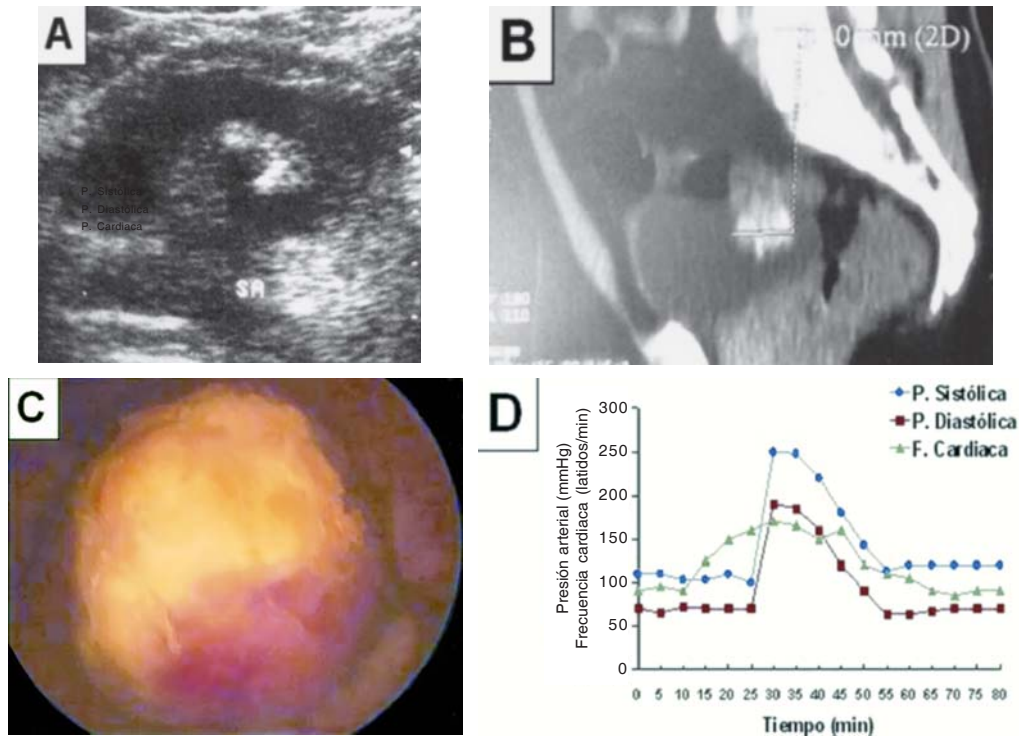 A
P. Sistólica
P. Diastólica
P. Cardiaca
SA
B
0 mm (2D)
C
D
P. Sistólica
P. Diastólica
F. Cardiaca
Presión arterial (mmHg)
Frecuencia cardiaca (latidos/min)
300
250
200
150
100
50
0
0 5 10 15 20 25 30 35 40 45 50 55 60 65 70 75 80
Tiempo (min)